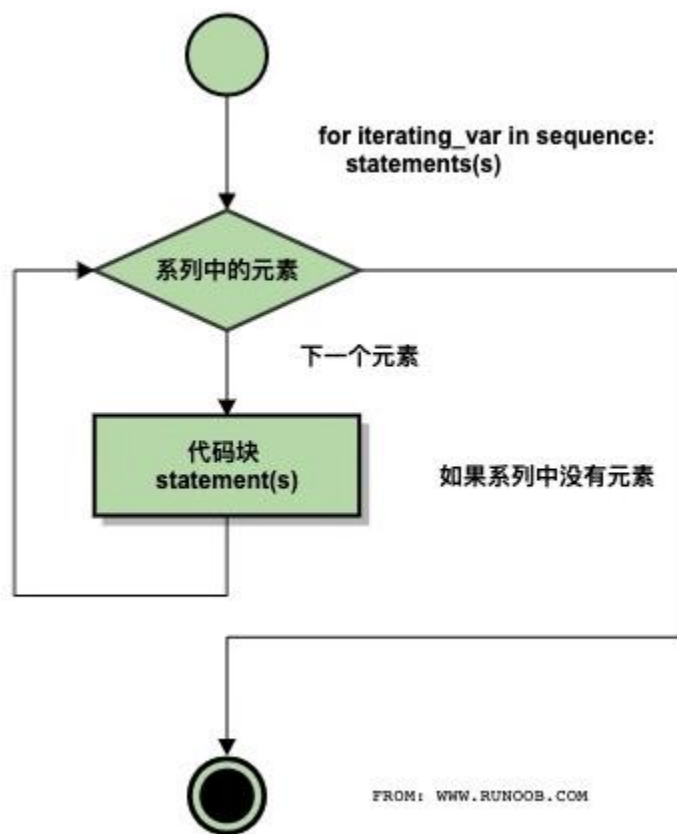 for iterating_var in sequence:
statements(s)
系列中的元素
下一个元素
代码块
statement(s)
如果系列中没有元素
FROM: WWW.RUNOOB.COM